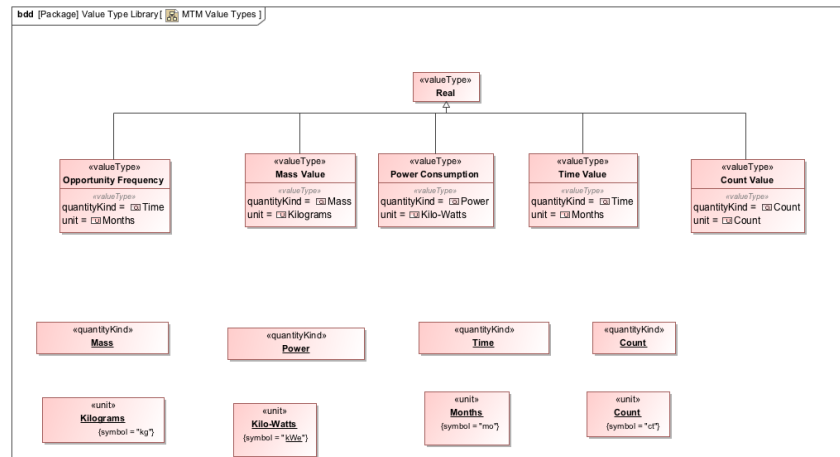 bdd [Package] Value Type Library[ MTM Value Types ]
«valueType»
Real
«valueType»
Opportunity Frequency
«valueType»
quantityKind = Time
unit = Months
«valueType»
Mass Value
«valueType»
quantityKind = Mass
unit = Kilograms
«valueType»
Power Consumption
«valueType»
quantityKind = Power
unit = Kilo-Watts
«valueType»
Time Value
«valueType»
quantityKind = Time
unit = Months
«valueType»
Count Value
«valueType»
quantityKind = Count
unit = Count
«quantityKind»
Mass
«quantityKind»
Power
«quantityKind»
Time
«quantityKind»
Count
«unit»
Kilograms
{symbol = "kg"}
«unit»
Kilo-Watts
{symbol = "kWe"}
«unit»
Months
{symbol = "mo"}
«unit»
Count
{symbol = "ct"}